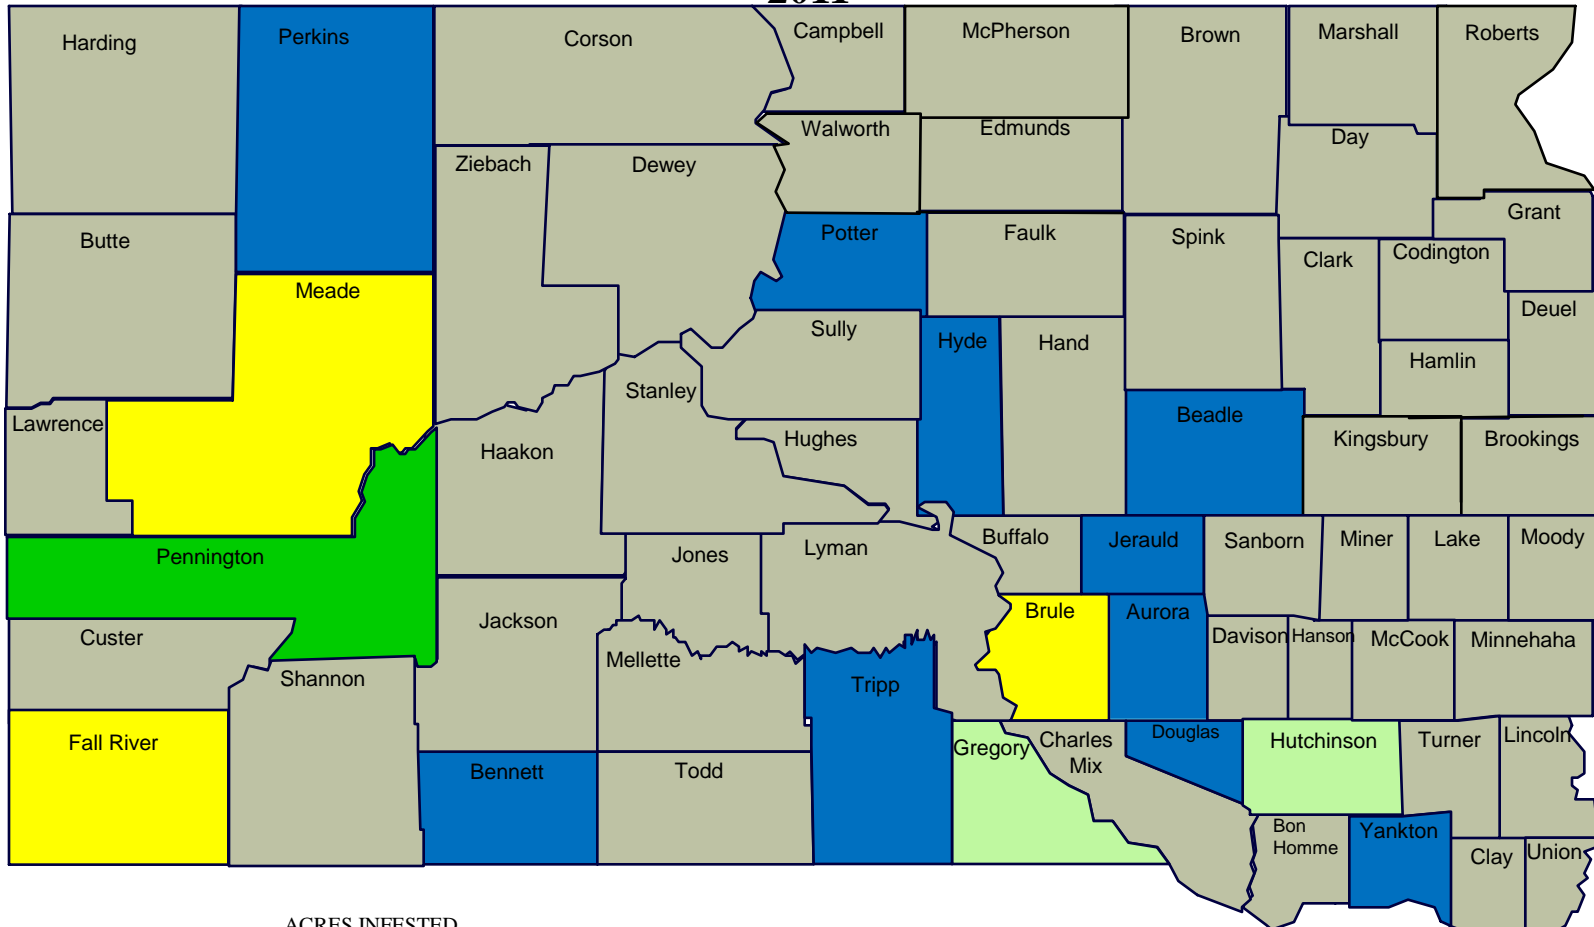 2011
Harding
Perkins
Corson
Campbell
McPherson
Brown
Marshall
Roberts
Walworth
Edmunds
Day
Ziebach
Dewey
Grant
Butte
Potter
Faulk
Spink
Clark
Codington
Meade
Deuel
Sully
Hyde
Hand
Hamlin
Stanley
Lawrence
Beadle
Haakon
Hughes
Kingsbury
Brookings
Pennington
Jones
Lyman
Buffalo
Jerauld
Sanborn
Miner
Lake
Moody
Custer
Jackson
Brule
Aurora
Davison
Hanson
McCook
Minnehaha
Shannon
Mellette
Tripp
Fall River
Bennett
Todd
Gregory
Charles
Mix
Douglas
Hutchinson
Turner
Lincoln
Bon
Homme
Yankton
Clay
Union
ACRES INFESTED